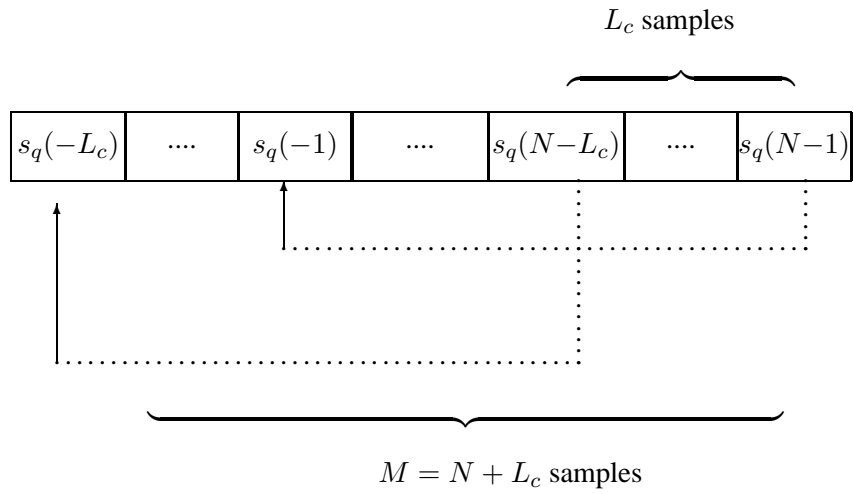 L_c samples
s_q(−L_c) .... s_q(−1) .... s_q(N−L_c) .... s_q(N−1)
M = N + L_c samples